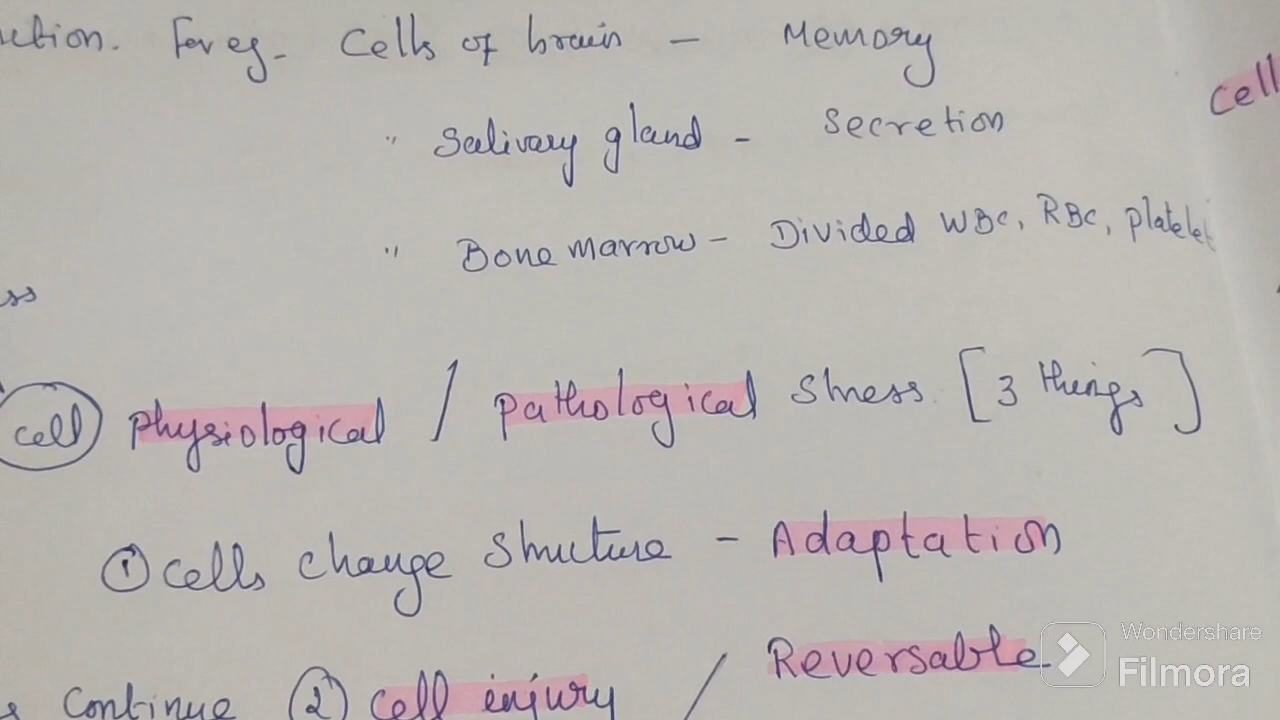 For eg- Cells of brain - Memory
Cell
" Salivary gland - Secretion
" Bone marrow - Divided WBC, RBC, platelet
cell physiological / pathological stress [3 things]
① cells change structure - Adaptation
continue ② cell injury / Reversable
Wondershare
Filmora